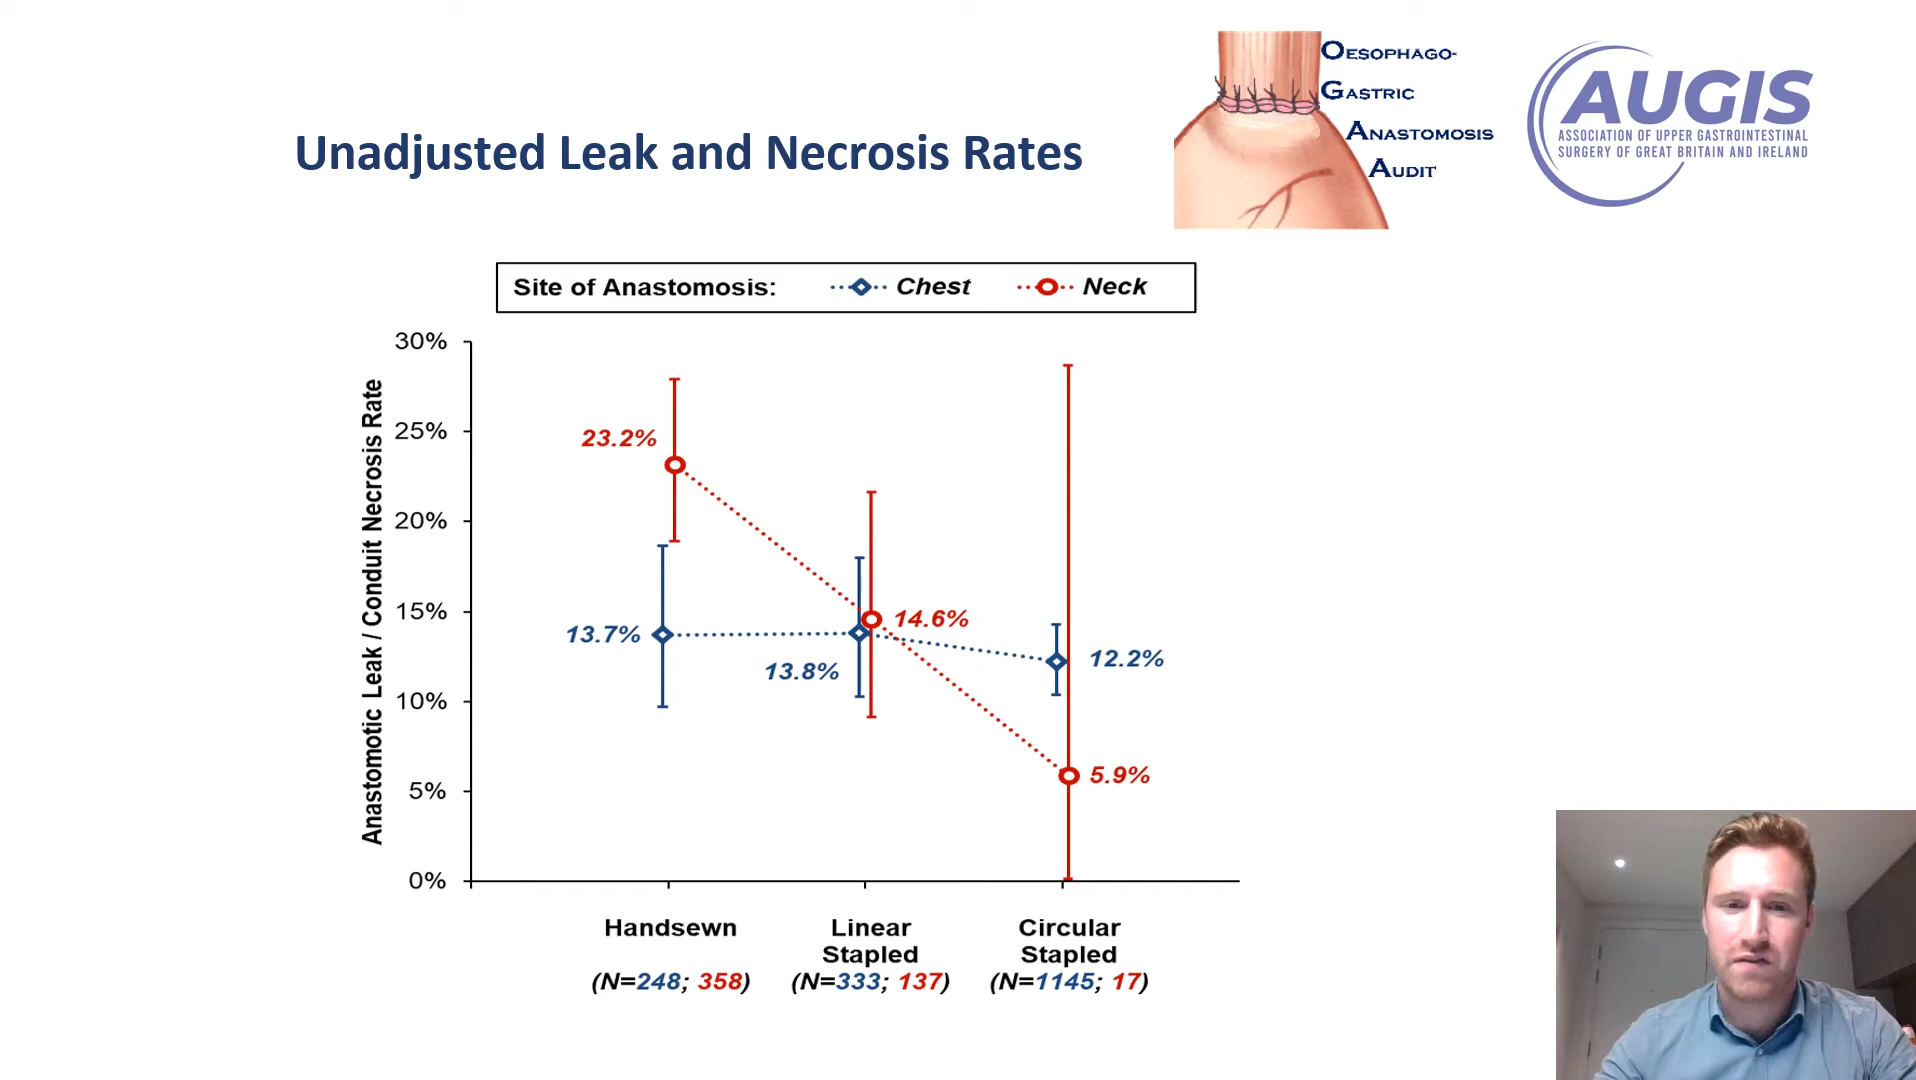 Unadjusted Leak and Necrosis Rates
OESOPHAGO-
GASTRIC
ANASTOMOSIS
AUDIT
AUGIS
ASSOCIATION OF UPPER GASTROINTESTINAL
SURGERY OF GREAT BRITAIN AND IRELAND
Site of Anastomosis: Chest Neck
Anastomotic Leak / Conduit Necrosis Rate
30%
25%
20%
15%
10%
5%
0%
23.2%
14.6%
13.7%
13.8%
12.2%
5.9%
Handsewn
(N=248; 358)
Linear
Stapled
(N=333; 137)
Circular
Stapled
(N=1145; 17)